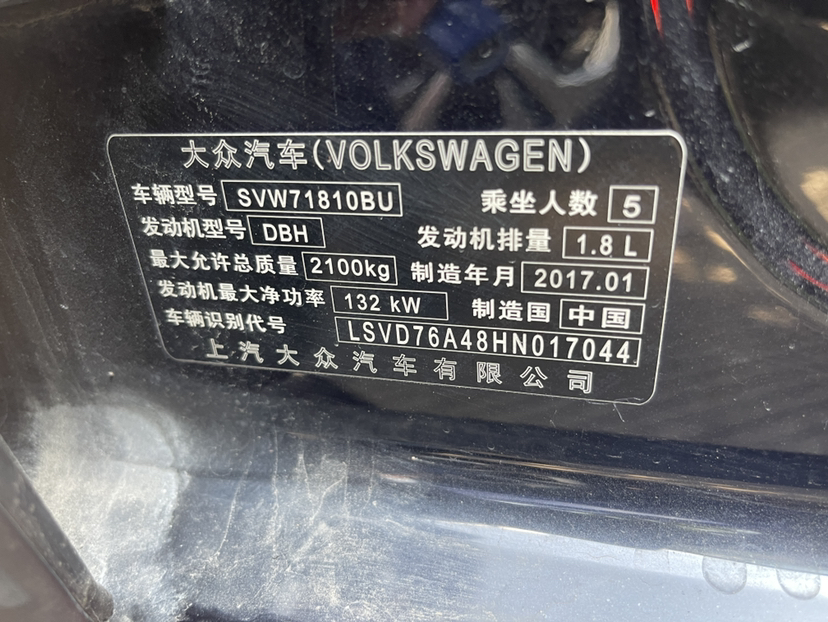 大众汽车(VOLKSWAGEN)
车辆型号 SVW71810BU 乘坐人数 5
发动机型号 DBH 发动机排量 1.8 L
最大允许总质量 2100kg 制造年月 2017.01
发动机最大净功率 132 kW 制造国 中国
车辆识别代号 LSVD76A48HN017044
上汽大众汽车有限公司